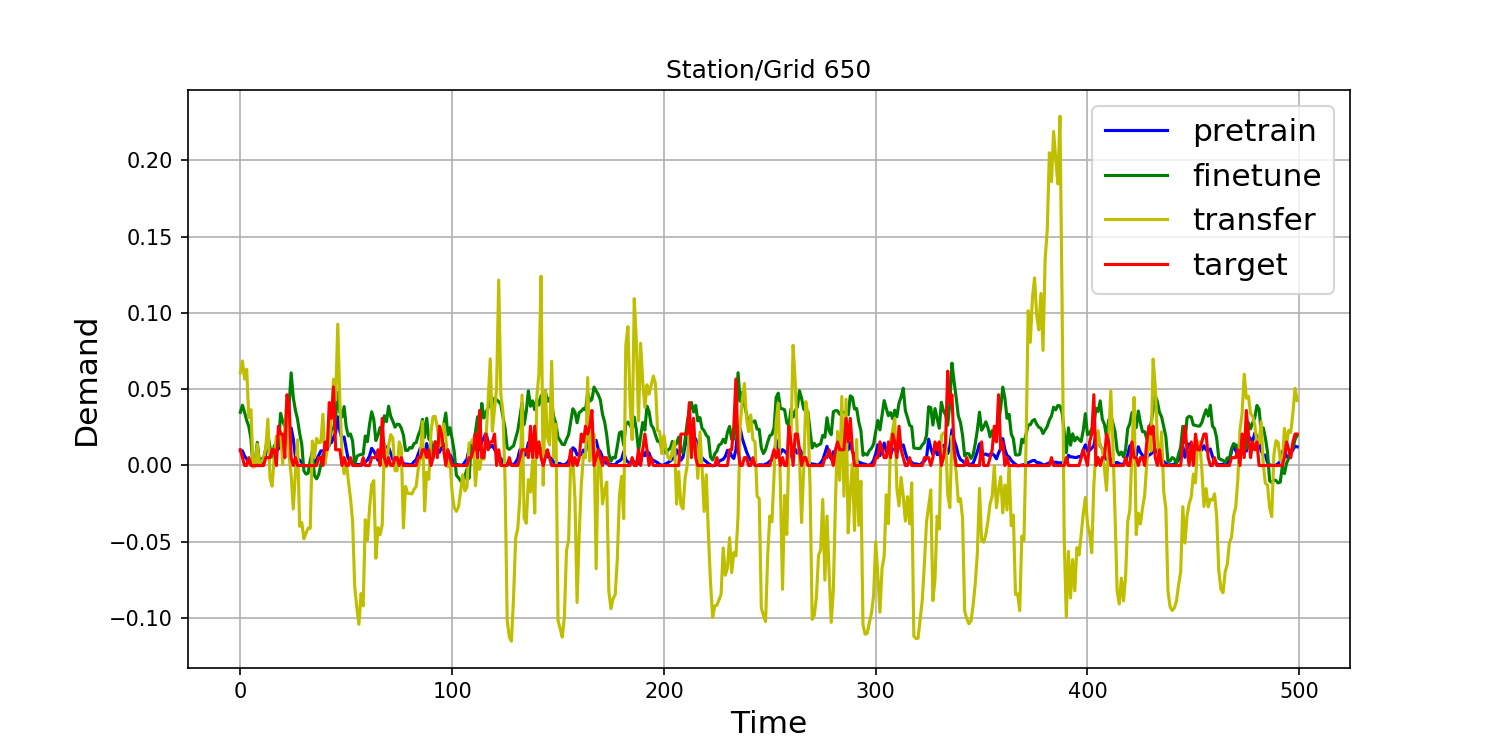 Station/Grid 650
Demand
0.20
0.15
0.10
0.05
0.00
−0.05
−0.10
pretrain
finetune
transfer
target
0 100 200 300 400 500
Time